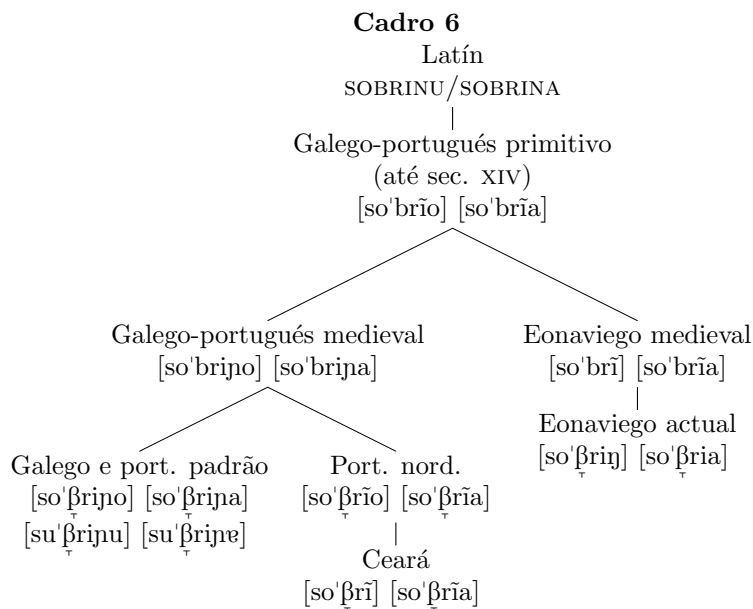 Cadro 6
Latín
SOBRINU/SOBRINA
Galego-portugués primitivo
(até sec. XIV)
[soˈbrĩo] [soˈbrĩa]
Galego-portugués medieval
[soˈbriɲo] [soˈbriɲa]
Eonaviego medieval
[soˈbrĩ] [soˈbrĩa]
Eonaviego actual
[soˈβ̞riŋ] [soˈβ̞ria]
Galego e port. padrão
[soˈβ̞riɲo] [soˈβ̞riɲa]
[suˈβ̞riɲu] [suˈβ̞riɲɐ]
Port. nord.
[soˈβ̞rĩo] [soˈβ̞rĩa]
Ceará
[soˈβ̞rĩ] [soˈβ̞rĩa]